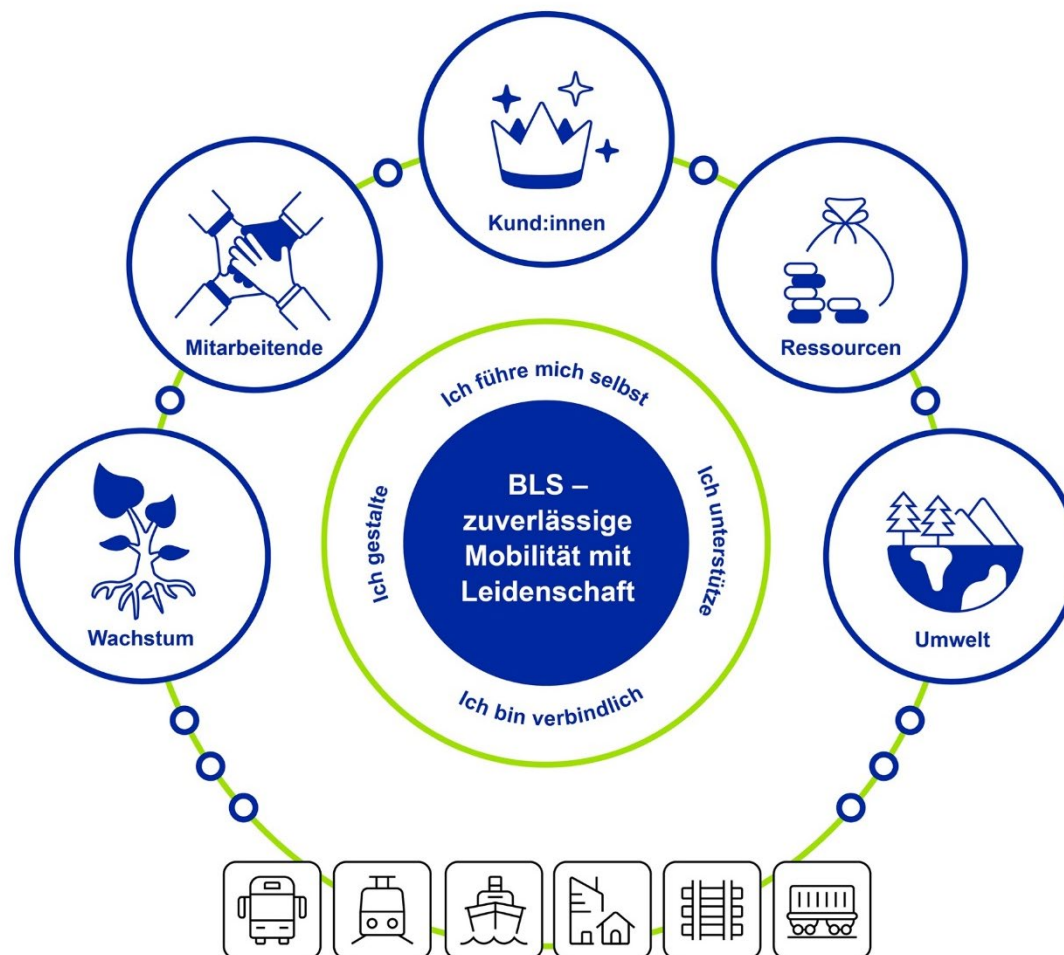 Kund:innen
Mitarbeitende
Ressourcen
Wachstum
Umwelt
Ich führe mich selbst
Ich gestalte
Ich unterstütze
Ich bin verbindlich
BLS –
zuverlässige
Mobilität mit
Leidenschaft